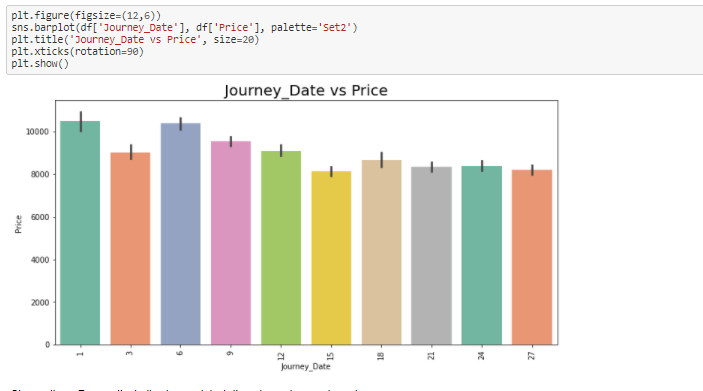 plt.figure(figsize=(12,6))
sns.barplot(df['Journey_Date'], df['Price'], palette='Set2')
plt.title('Journey_Date vs Price', size=20)
plt.xticks(rotation=90)
plt.show()
Journey_Date vs Price
10000
8000
6000
4000
2000
0
Price
1 3 6 9 12 15 18 21 24 27
Journey_Date